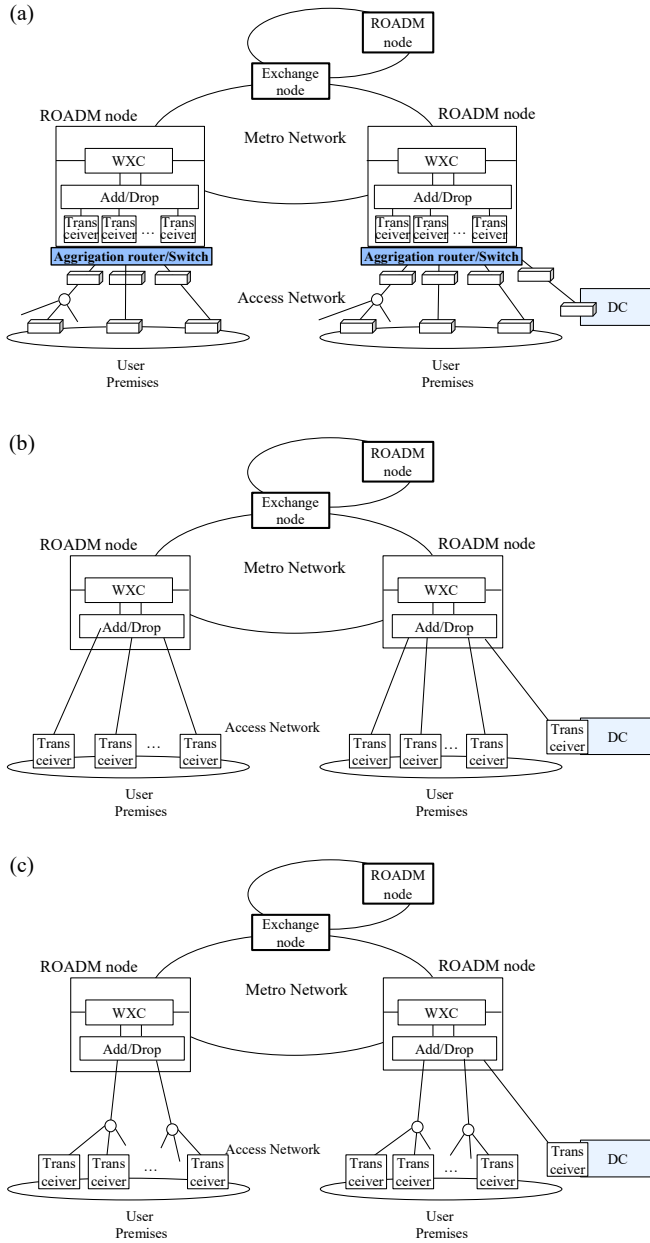 (a)
ROADM
node
Exchange
node
ROADM node
ROADM node
Metro Network
WXC
WXC
Add/Drop
Add/Drop
Trans
ceiver
Trans
ceiver
...
Trans
ceiver
Trans
ceiver
Trans
ceiver
...
Trans
ceiver
Aggrigation router/Switch
Aggrigation router/Switch
Access Network
DC
User
Premises
User
Premises
(b)
ROADM
node
Exchange
node
ROADM node
ROADM node
Metro Network
WXC
WXC
Add/Drop
Add/Drop
Access Network
Trans
ceiver
Trans
ceiver
...
Trans
ceiver
Trans
ceiver
Trans
ceiver
...
Trans
ceiver
Trans
ceiver
DC
User
Premises
User
Premises
(c)
ROADM
node
Exchange
node
ROADM node
ROADM node
Metro Network
WXC
WXC
Add/Drop
Add/Drop
Access Network
Trans
ceiver
Trans
ceiver
...
Trans
ceiver
Trans
ceiver
Trans
ceiver
...
Trans
ceiver
Trans
ceiver
DC
User
Premises
User
Premises